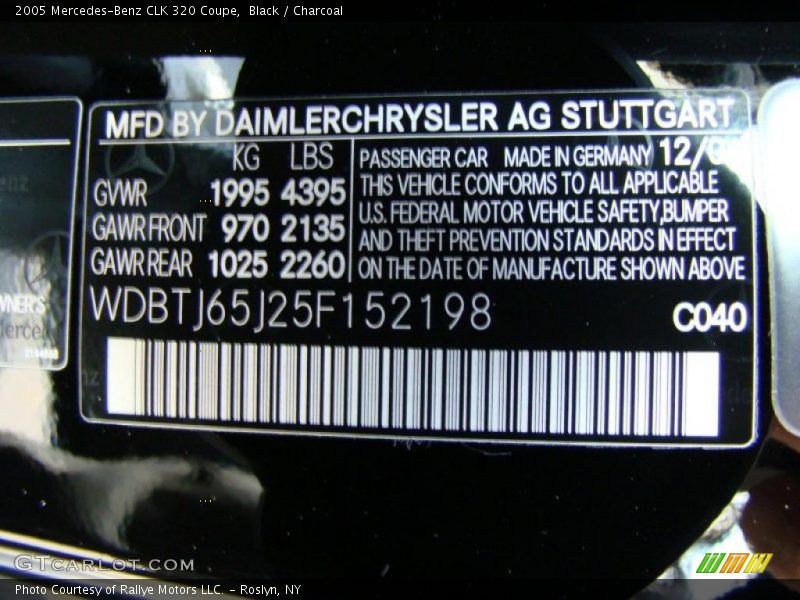 2005 Mercedes-Benz CLK 320 Coupe, Black / Charcoal
MFD BY DAIMLERCHRYSLER AG STUTTGART
KG LBS
GVWR 1995 4395
GAWR FRONT 970 2135
GAWR REAR 1025 2260
PASSENGER CAR MADE IN GERMANY
THIS VEHICLE CONFORMS TO ALL APPLICABLE
U.S. FEDERAL MOTOR VEHICLE SAFETY,BUMPER
AND THEFT PREVENTION STANDARDS IN EFFECT
ON THE DATE OF MANUFACTURE SHOWN ABOVE
WDBTJ65J25F152198
C040
GTCARLOT.COM
Photo Courtesy of Rallye Motors LLC. - Roslyn, NY